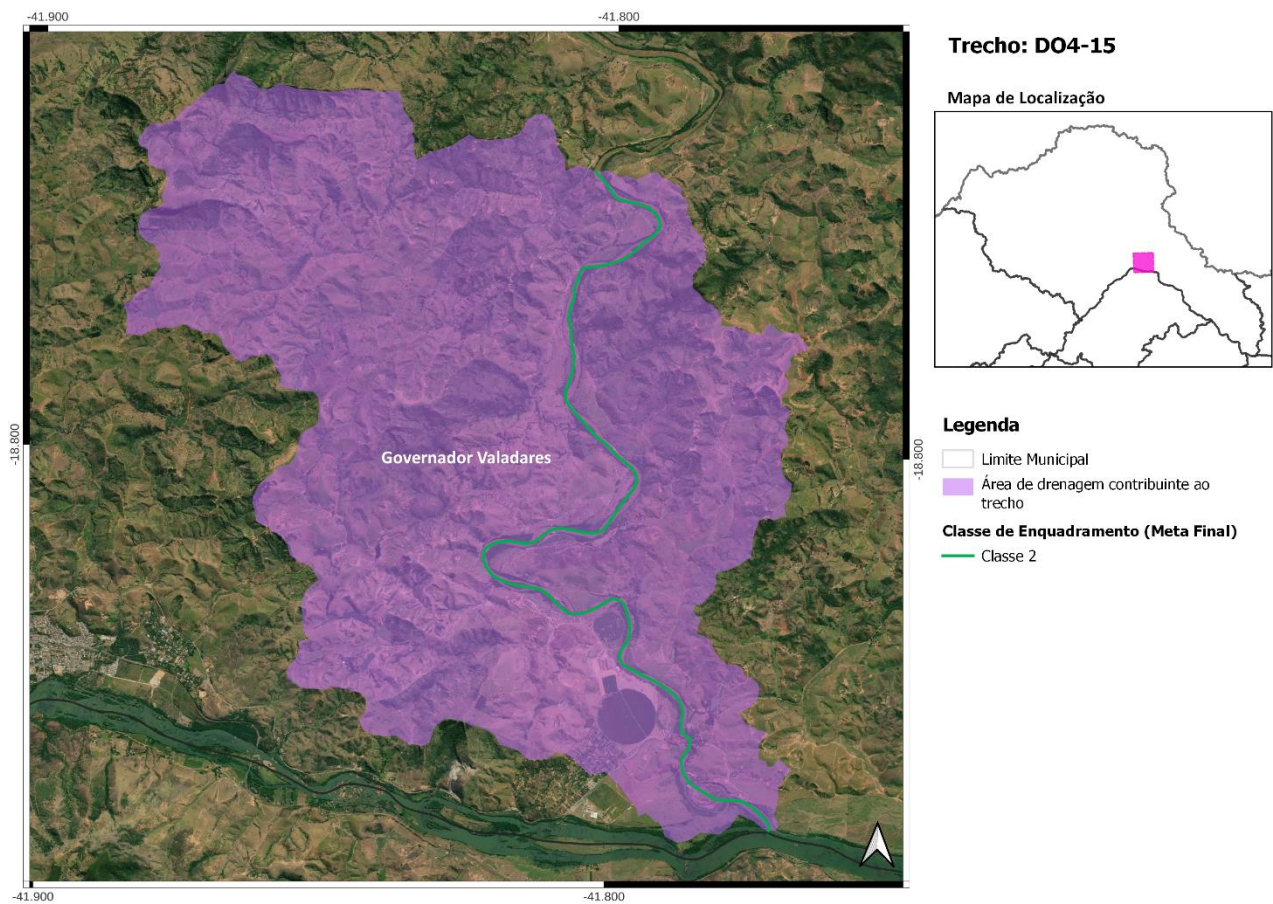 -41.900
-41.800
Trecho: DO4-15
Mapa de Localização
-18.800
Governador Valadares
-18.800
Legenda
Limite Municipal
Área de drenagem contribuinte ao
trecho
Classe de Enquadramento (Meta Final)
Classe 2
-41.900
-41.800